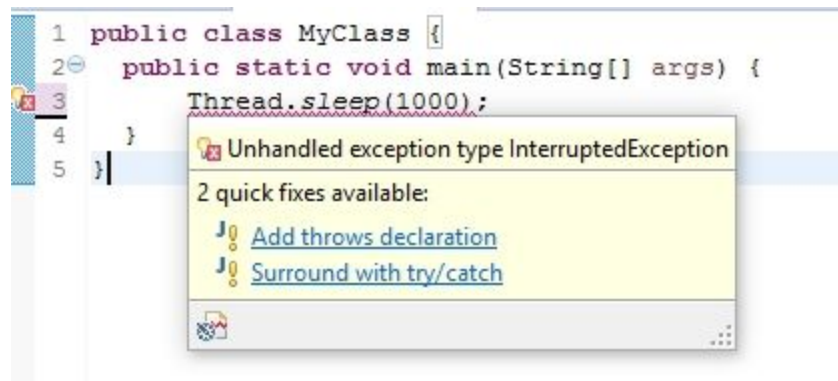 1 public class MyClass {
2 public static void main(String[] args) {
3 Thread.sleep(1000);
4 }
5 }
Unhandled exception type InterruptedException
2 quick fixes available:
Add throws declaration
Surround with try/catch